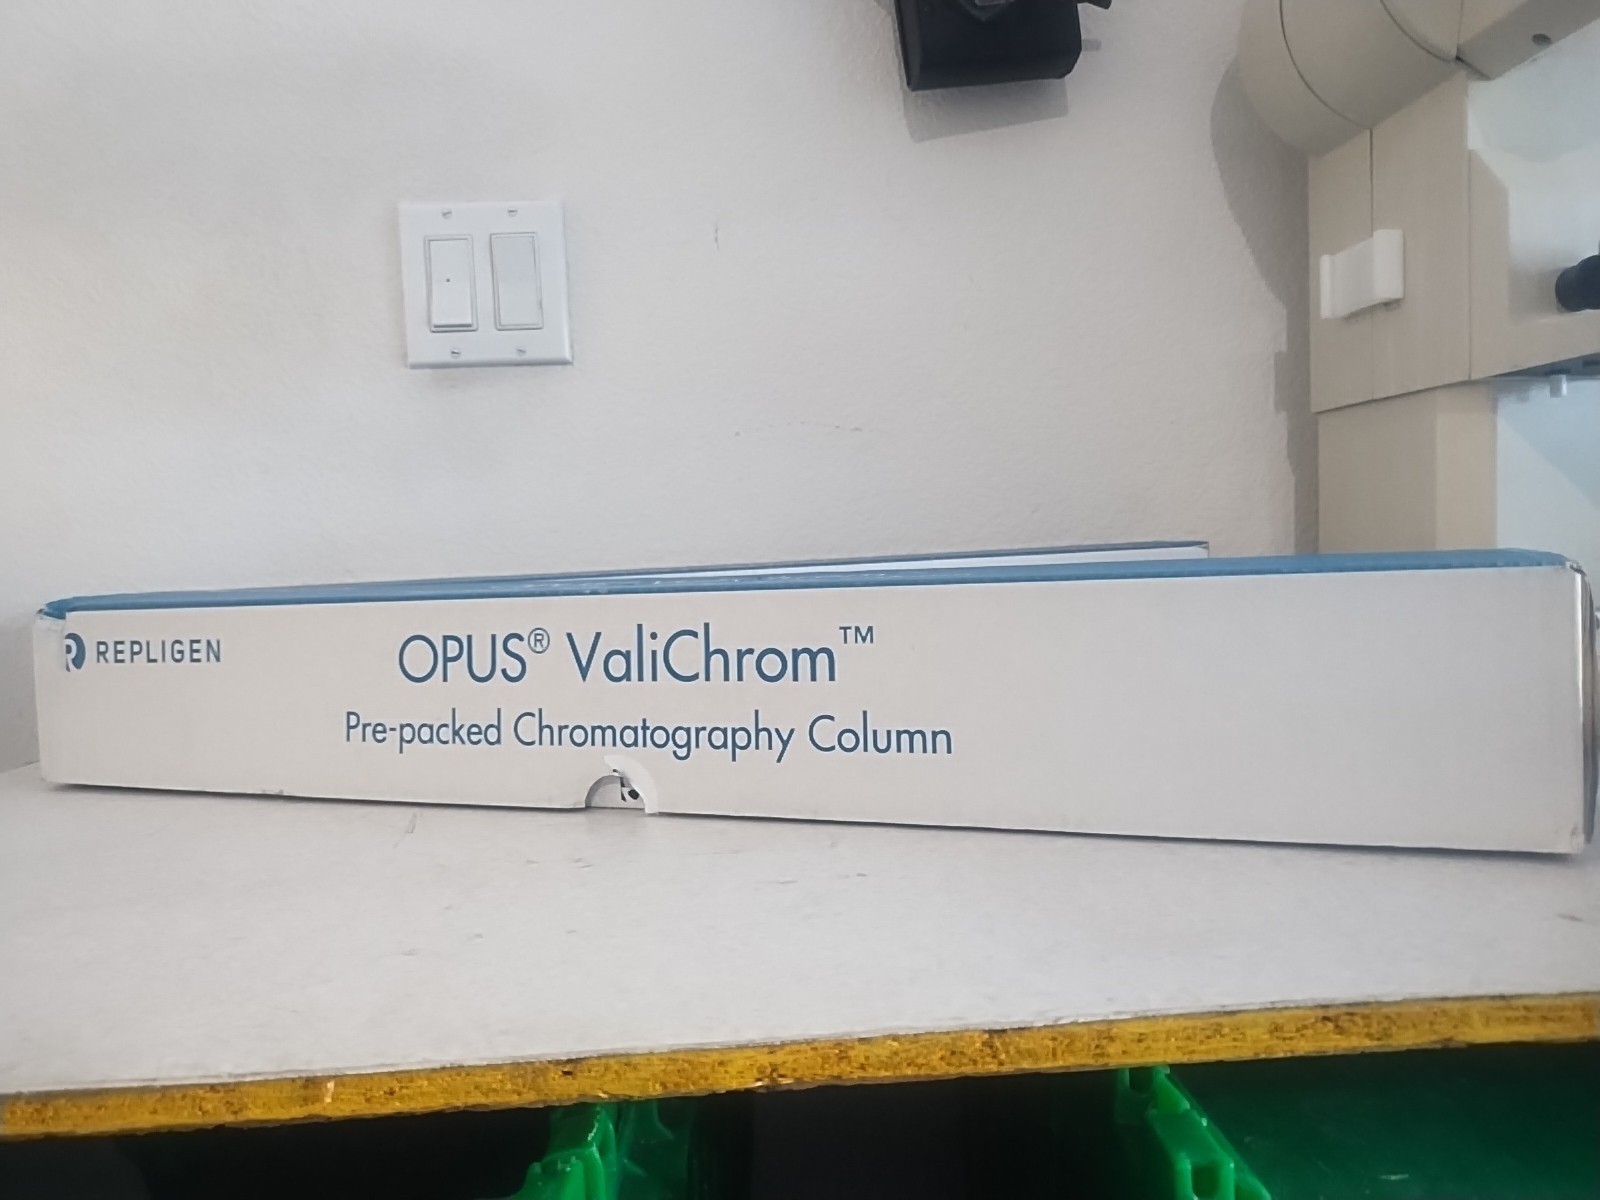 REPLIGEN
OPUS® ValiChrom™
Pre-packed Chromatography Column